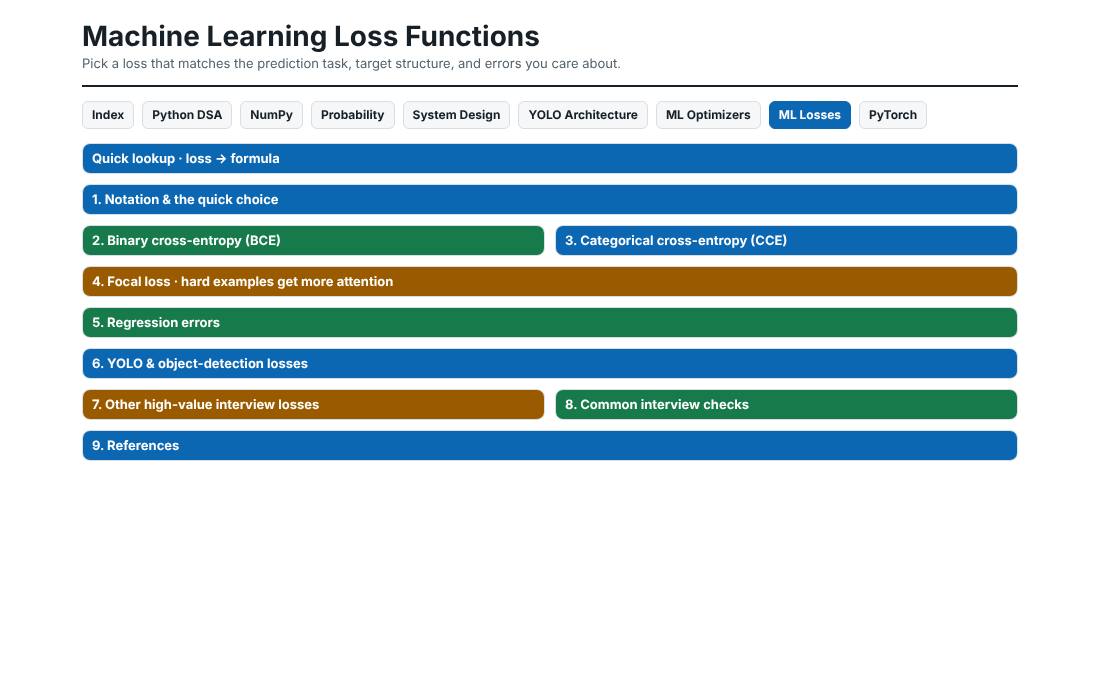 Machine Learning Loss Functions
Pick a loss that matches the prediction task, target structure, and errors you care about.
Index Python DSA NumPy Probability System Design YOLO Architecture ML Optimizers ML Losses PyTorch
Quick lookup · loss → formula
1. Notation & the quick choice
2. Binary cross-entropy (BCE) 3. Categorical cross-entropy (CCE)
4. Focal loss · hard examples get more attention
5. Regression errors
6. YOLO & object-detection losses
7. Other high-value interview losses 8. Common interview checks
9. References